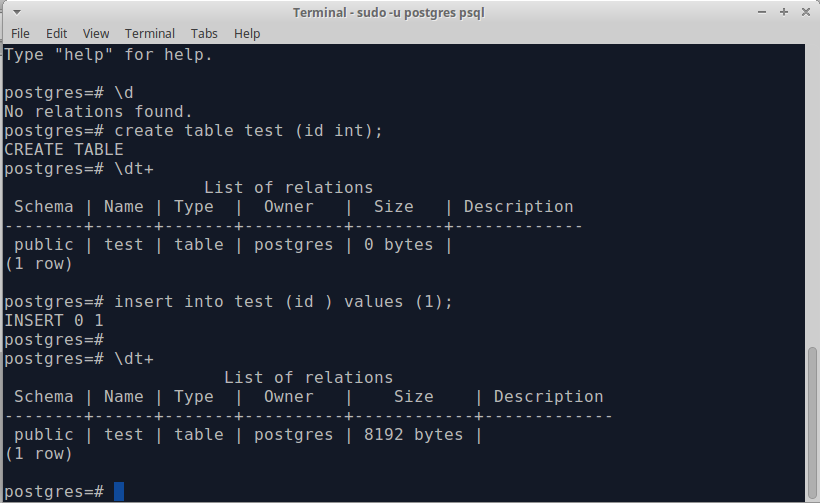 Terminal - sudo -u postgres psql
File Edit View Terminal Tabs Help
Type "help" for help.
postgres=# \d
No relations found.
postgres=# create table test (id int);
CREATE TABLE
postgres=# \dt+
                    List of relations
 Schema | Name | Type  |  Owner   |  Size   | Description
--------+------+-------+----------+---------+-------------
 public | test | table | postgres | 0 bytes |
(1 row)
postgres=# insert into test (id ) values (1);
INSERT 0 1
postgres=#
postgres=# \dt+
                      List of relations
 Schema | Name | Type  |  Owner   |    Size    | Description
--------+------+-------+----------+------------+-------------
 public | test | table | postgres | 8192 bytes |
(1 row)
postgres=#